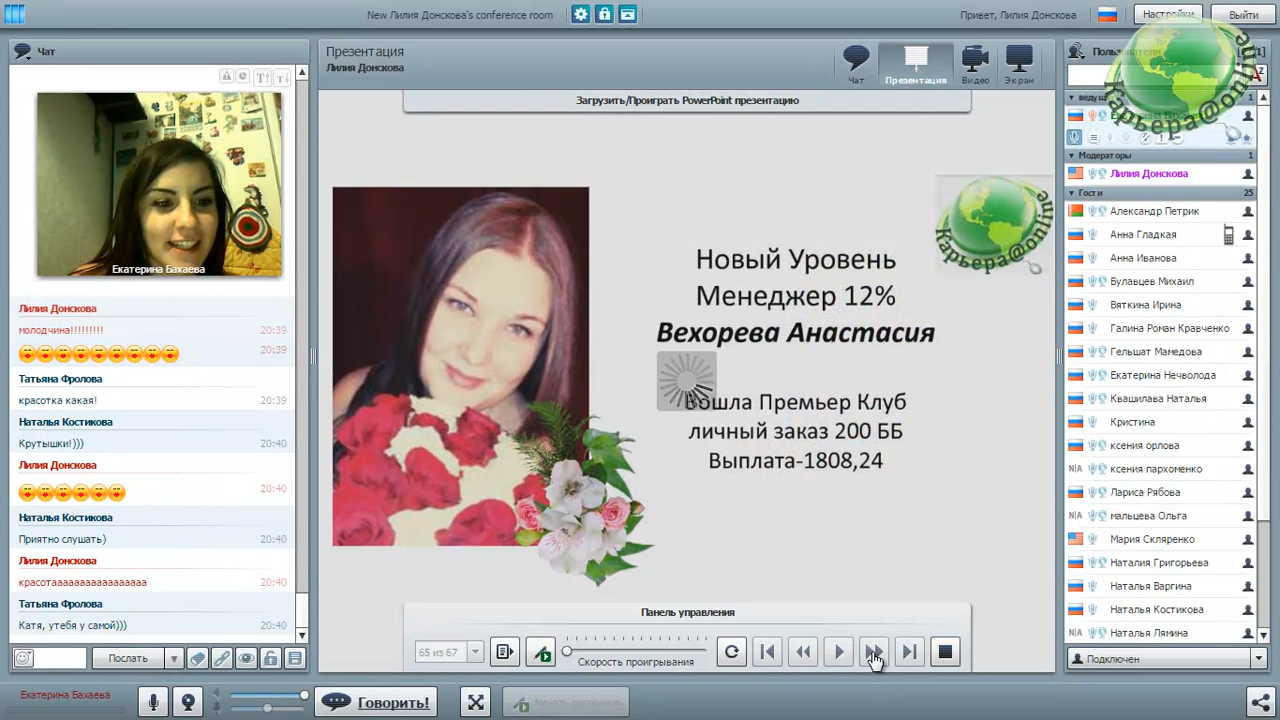 New Лилия Донскова's conference room
Привет, Лилия Донскова
Настройки
Выйти
Чат
Екатерина Бахаева
Лилия Донскова
молодчина!!!!!!!!! 20:39
20:39
Татьяна Фролова
красотка какая! 20:39
Наталья Костикова
Крутышки!))) 20:40
Лилия Донскова
20:40
Наталья Костикова
Приятно слушать) 20:40
Лилия Донскова
красотааааааааааааааааа 20:40
Татьяна Фролова
Катя, утебя у самой))) 20:40
Послать
Презентация
Лилия Донскова
Чат
Презентация
Видео
Экран
Загрузить/Проиграть PowerPoint презентацию
Карьера@online
Новый Уровень
Менеджер 12%
Вехорева Анастасия
Вошла Премьер Клуб
личный заказ 200 ББ
Выплата-1808,24
Панель управления
65 из 67
Скорость проигрывания
Карьера@online
Модераторы 1
Лилия Донскова
Гости 25
Александр Петрик
Анна Гладкая
Анна Иванова
Булавцев Михаил
Вяткина Ирина
Галина Роман Кравченко
Гельшат Мамедова
Екатерина Нечволода
Квашилава Наталья
Кристина
ксения орлова
N/A ксения пархоменко
Лариса Рябова
N/A мальцева Ольга
Мария Скляренко
Наталия Григорьева
Наталья Варгина
Наталья Костикова
N/A Наталья Лямина
Подключен
Екатерина Бахаева
Говорить!